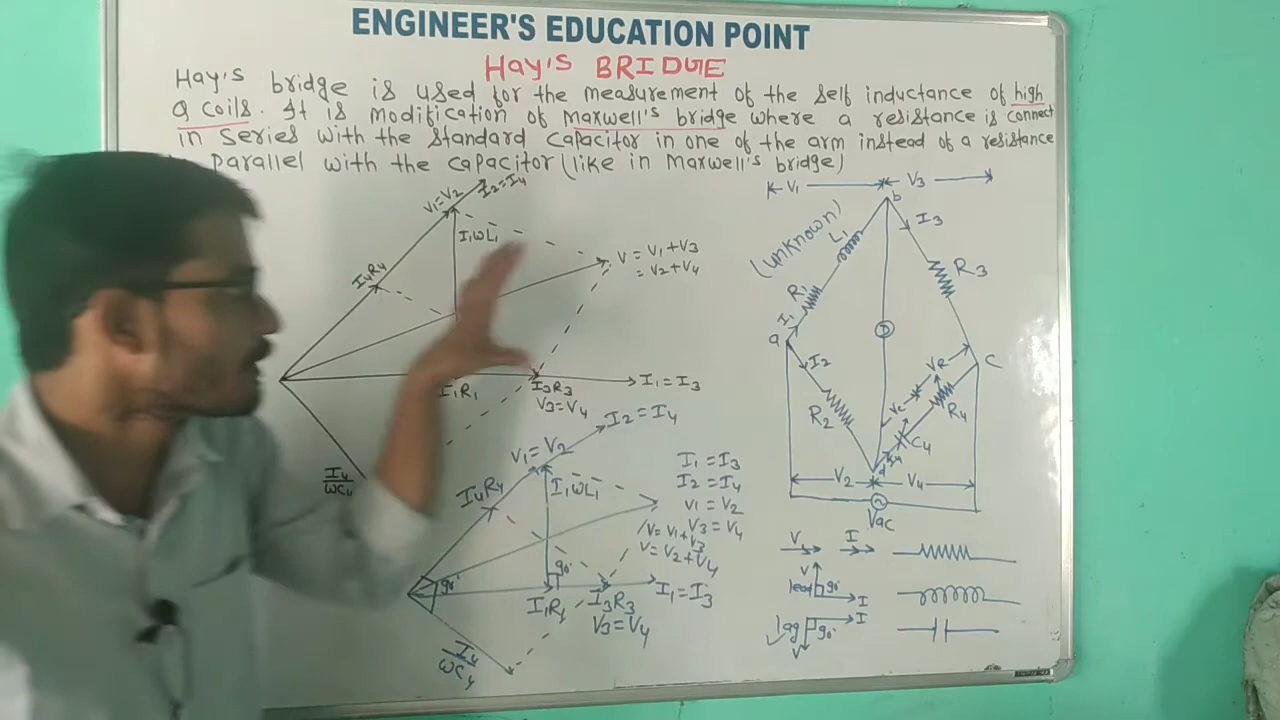 ENGINEER'S EDUCATION POINT
HAY'S BRIDGE
HAY'S bridge is used for the measurement of the self inductance of high
Q coils. It is modification of Maxwell's bridge where a resistance is connect
in series with the standard capacitor in one of the arm instead of a resistance
parallel with the capacitor (like in Maxwell's bridge)
V1=V2
I2=I4
I1ωL1
I4R4
V = V1+V3
= V2+V4
I1R1
I3R3
V3=V4
I1=I3
I4/ωC4
V1
V3
b
(unknown)
L1
I3
R1
R3
I1
a
D
C
I2
VR
R2
Vc
R4
C4
I4
d
V2
V4
Vac
I2=I4
V1=V2
I4R4
I1ωL1
90°
90°
V=V1+V3
V=V2+V4
I1R1
I3R3
V3=V4
I1=I3
I4/ωC4
I1=I3
I2=I4
V1=V2
V3=V4
V
I
V
lead
90°
I
lag
90°
I
V